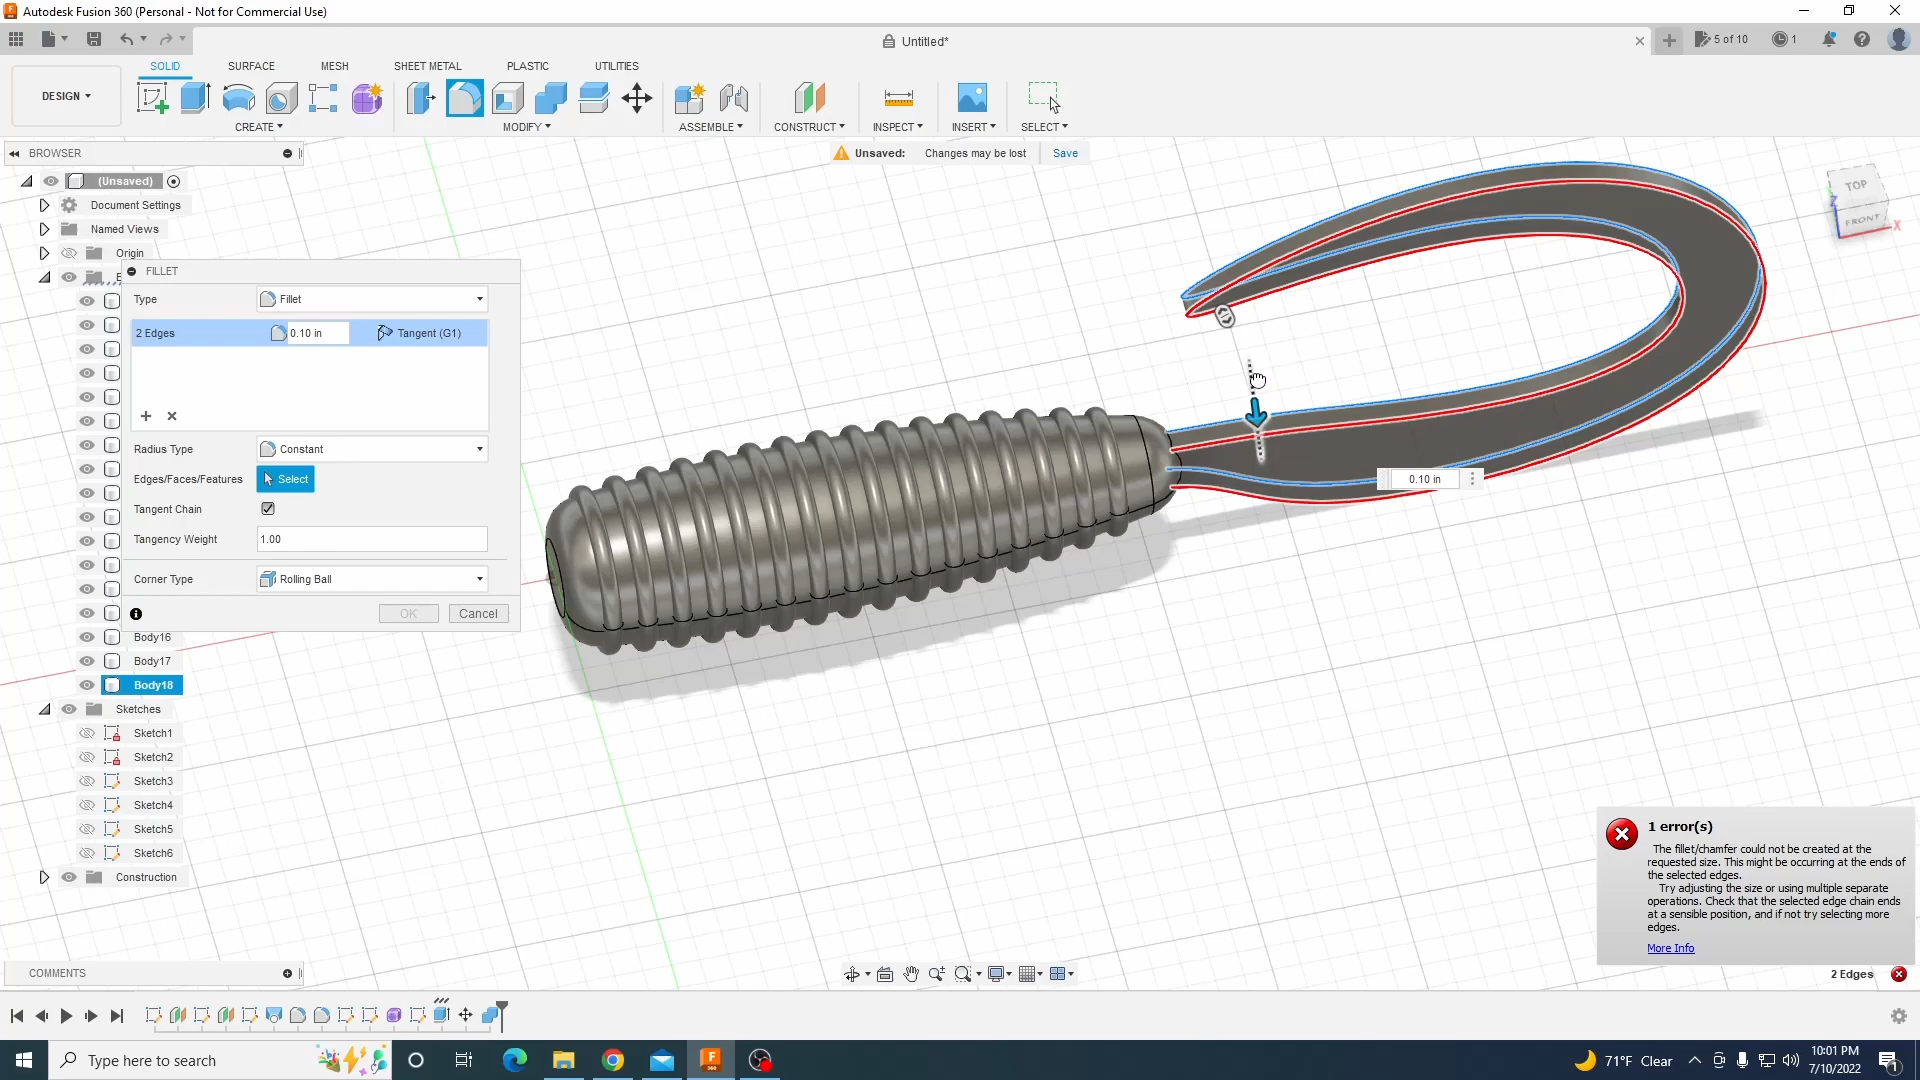 Autodesk Fusion 360 (Personal - Not for Commercial Use)
Untitled*
5 of 10
1
DESIGN
SOLID
SURFACE
MESH
SHEET METAL
PLASTIC
UTILITIES
CREATE
MODIFY
ASSEMBLE
CONSTRUCT
INSPECT
INSERT
SELECT
BROWSER
Unsaved: Changes may be lost Save
(Unsaved)
Document Settings
Named Views
Origin
FILLET
Type Fillet
2 Edges 0.10 in Tangent (G1)
Radius Type Constant
Edges/Faces/Features Select
Tangent Chain
Tangency Weight 1.00
Corner Type Rolling Ball
OK Cancel
Body16
Body17
Body18
Sketches
Sketch1
Sketch2
Sketch3
Sketch4
Sketch5
Sketch6
Construction
COMMENTS
TOP
FRONT
Z
X
0.10 in
1 error(s)
The fillet/chamfer could not be created at the
requested size. This might be occurring at the ends of
the selected edges.
Try adjusting the size or using multiple separate
operations. Check that the selected edge chain ends
at a sensible position, and if not try selecting more
edges.
More Info
2 Edges
Type here to search
F
360
71°F Clear
10:01 PM
7/10/2022
1